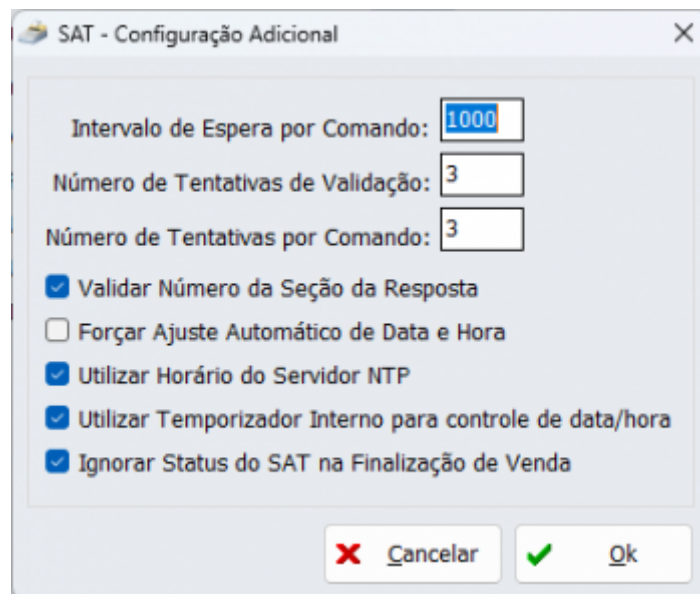 SAT - Configuração Adicional
Intervalo de Espera por Comando: 1000
Número de Tentativas de Validação: 3
Número de Tentativas por Comando: 3
Validar Número da Seção da Resposta
Forçar Ajuste Automático de Data e Hora
Utilizar Horário do Servidor NTP
Utilizar Temporizador Interno para controle de data/hora
Ignorar Status do SAT na Finalização de Venda
Cancelar Ok